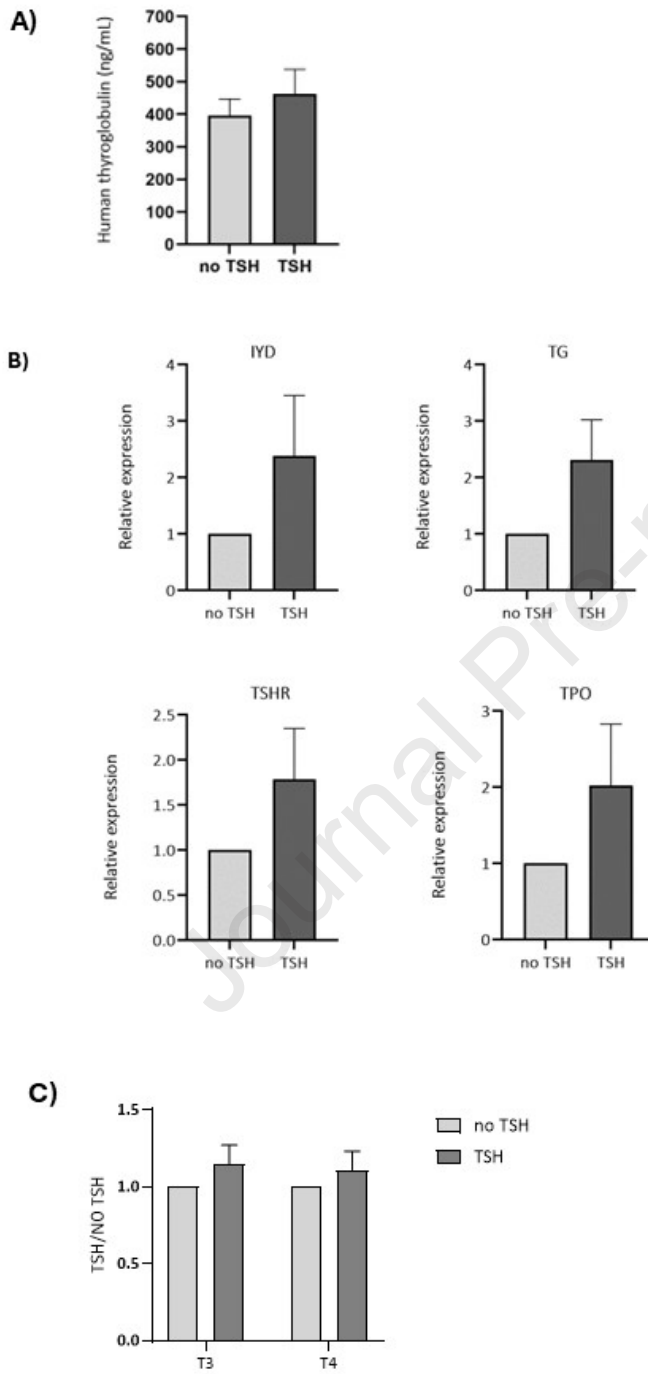 A)
Human thyroglobulin (ng/mL)
700
600
500
400
300
200
100
0
no TSH TSH
B)
IYD
Relative expression
4
3
2
1
0
no TSH TSH
TG
Relative expression
4
3
2
1
0
no TSH TSH
TSHR
Relative expression
2.5
2.0
1.5
1.0
0.5
0.0
no TSH TSH
TPO
Relative expression
3
2
1
0
no TSH TSH
Journal Pre-
C)
TSH/NO TSH
1.5
1.0
0.5
0.0
T3 T4
no TSH
TSH